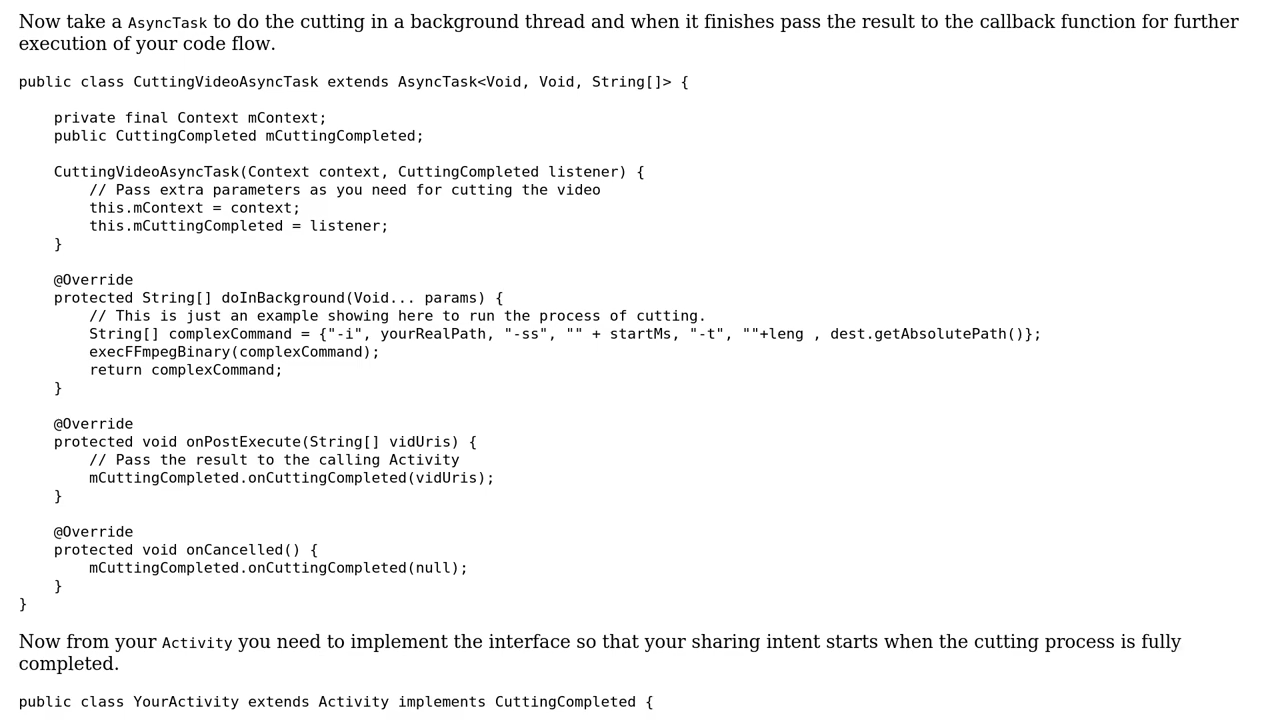 Now take a AsyncTask to do the cutting in a background thread and when it finishes pass the result to the callback function for further
execution of your code flow.
public class CuttingVideoAsyncTask extends AsyncTask<Void, Void, String[]> {
    private final Context mContext;
    public CuttingCompleted mCuttingCompleted;
    CuttingVideoAsyncTask(Context context, CuttingCompleted listener) {
        // Pass extra parameters as you need for cutting the video
        this.mContext = context;
        this.mCuttingCompleted = listener;
    }
    @Override
    protected String[] doInBackground(Void... params) {
        // This is just an example showing here to run the process of cutting.
        String[] complexCommand = {"-i", yourRealPath, "-ss", "" + startMs, "-t", ""+leng , dest.getAbsolutePath()};
        execFFmpegBinary(complexCommand);
        return complexCommand;
    }
    @Override
    protected void onPostExecute(String[] vidUris) {
        // Pass the result to the calling Activity
        mCuttingCompleted.onCuttingCompleted(vidUris);
    }
    @Override
    protected void onCancelled() {
        mCuttingCompleted.onCuttingCompleted(null);
    }
}
Now from your Activity you need to implement the interface so that your sharing intent starts when the cutting process is fully
completed.
public class YourActivity extends Activity implements CuttingCompleted {